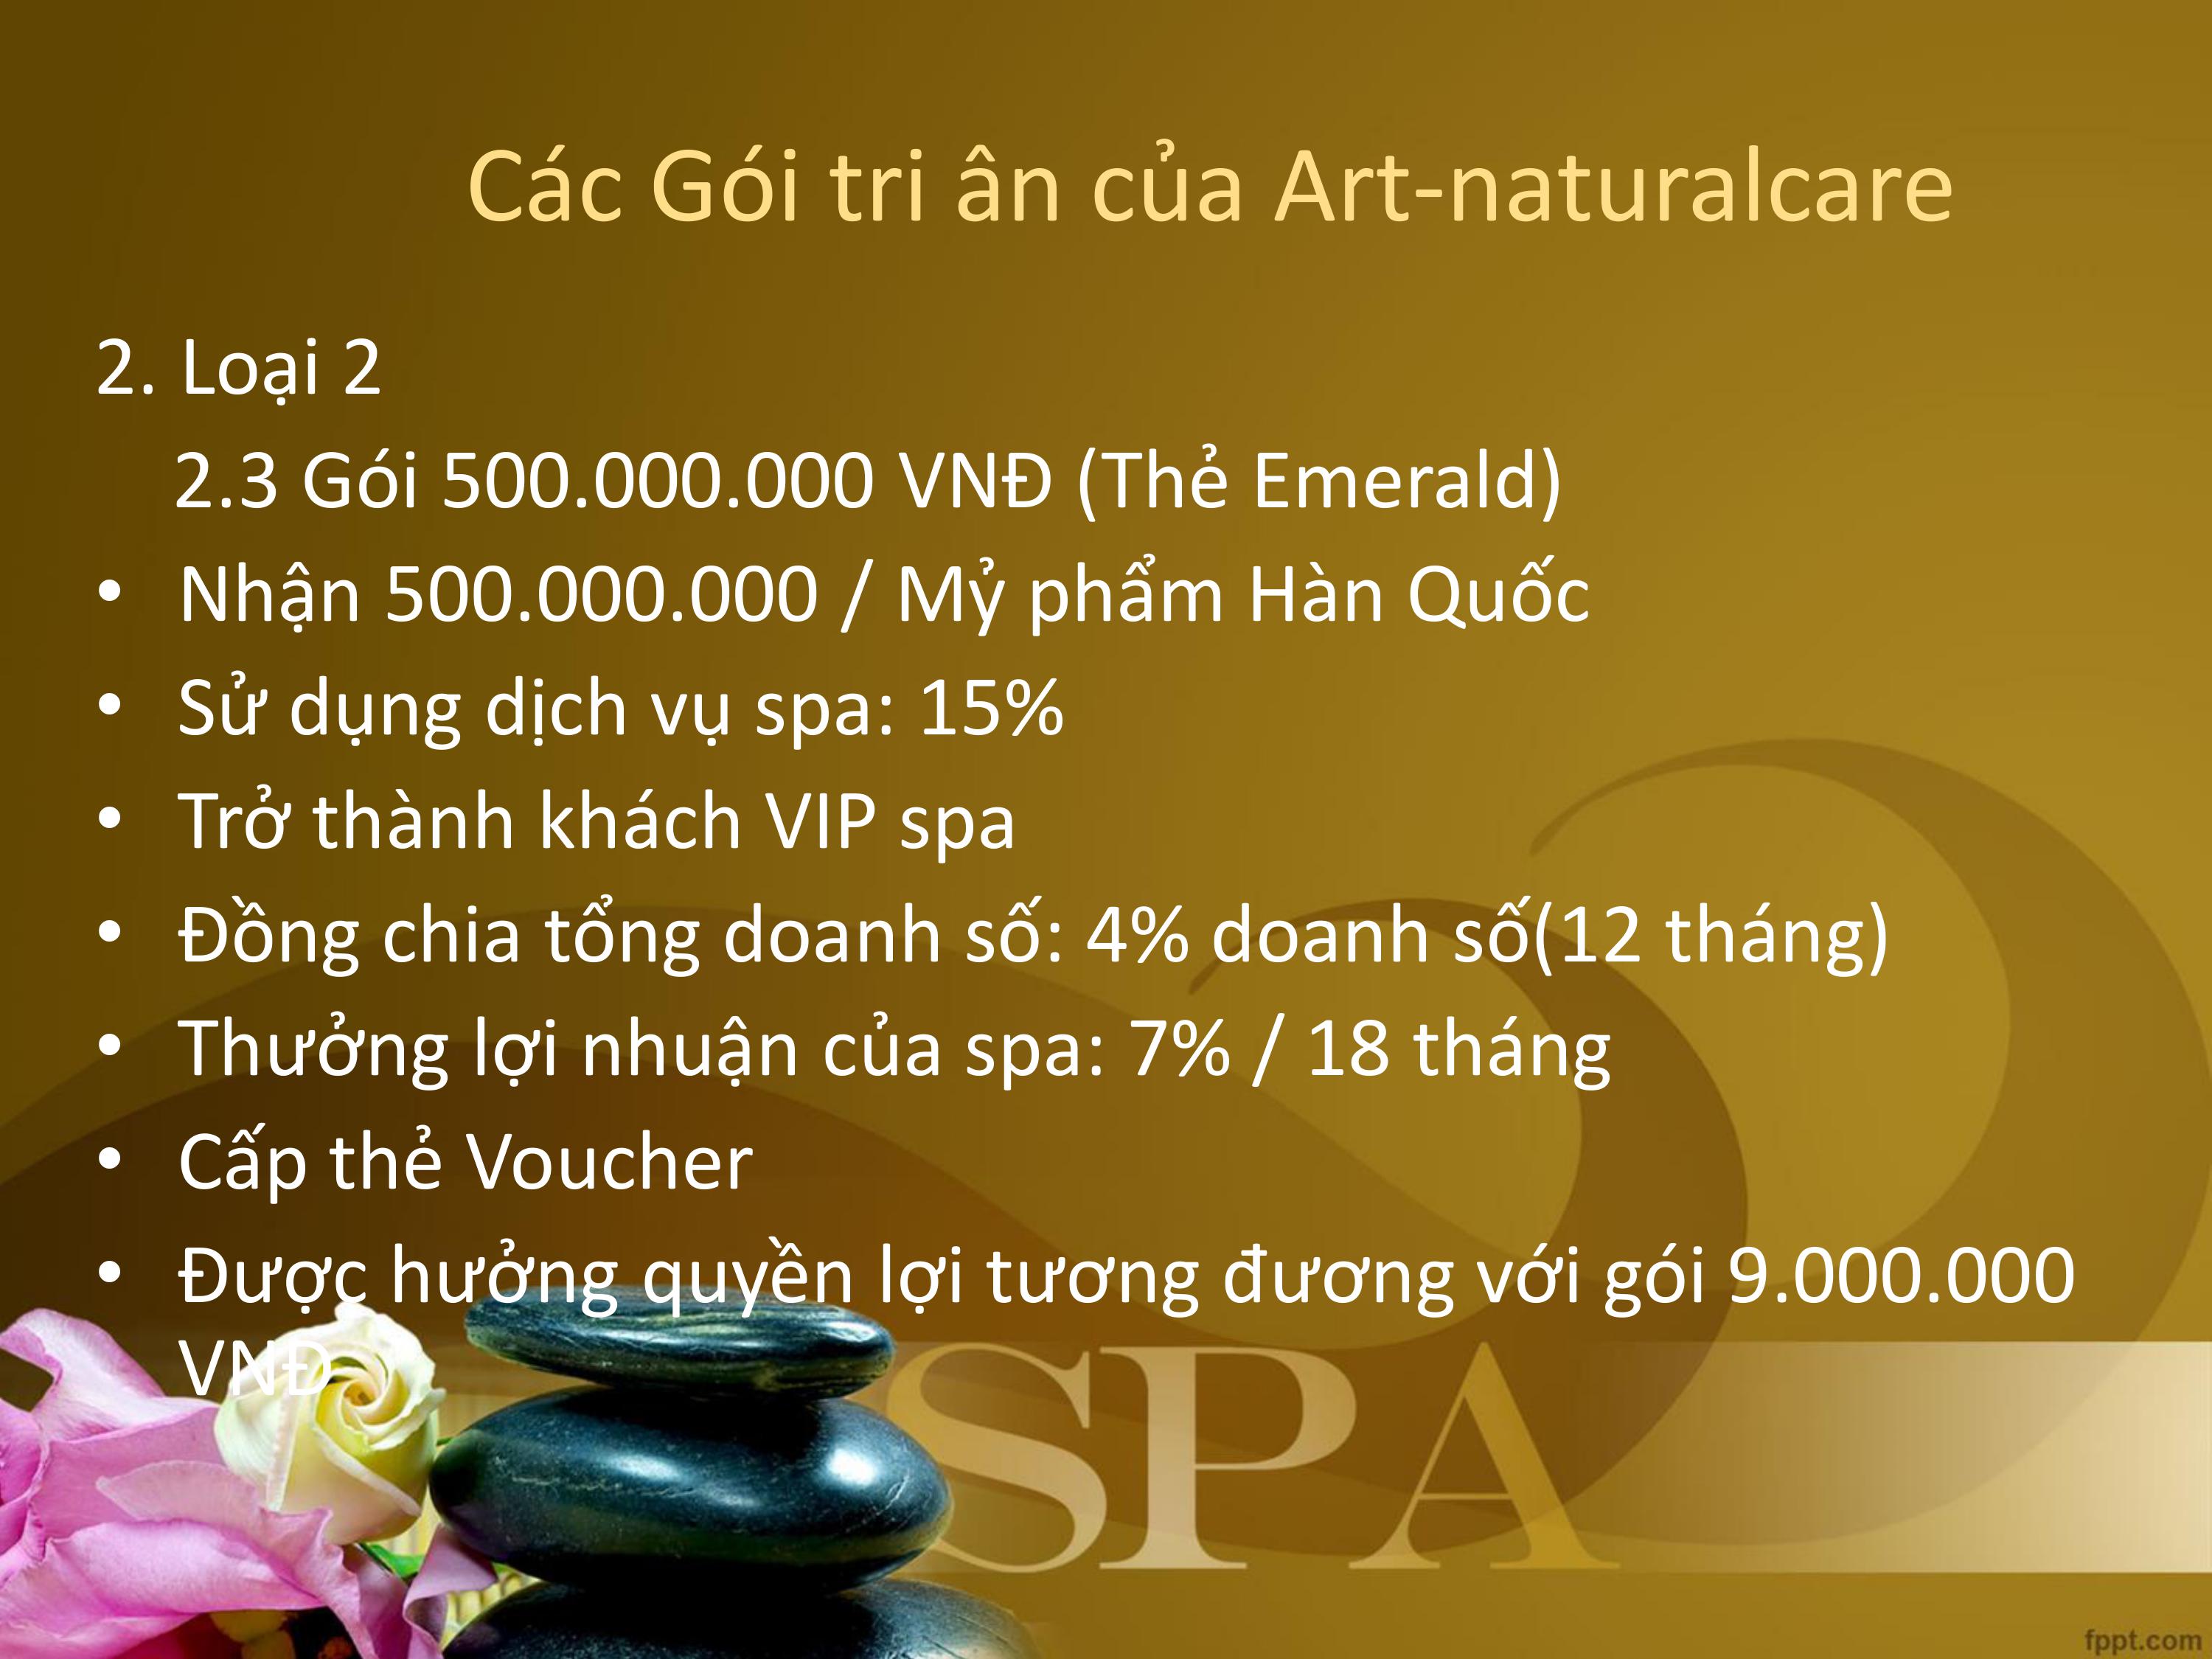 Các Gói tri ân của Art-naturalcare
2. Loại 2
2.3 Gói 500.000.000 VNĐ (Thẻ Emerald)
• Nhận 500.000.000 / Mỷ phẩm Hàn Quốc
• Sử dụng dịch vụ spa: 15%
• Trở thành khách VIP spa
• Đồng chia tổng doanh số: 4% doanh số(12 tháng)
• Thưởng lợi nhuận của spa: 7% / 18 tháng
• Cấp thẻ Voucher
• Được hưởng quyền lợi tương đương với gói 9.000.000
VNĐ
SPA
fppt.com